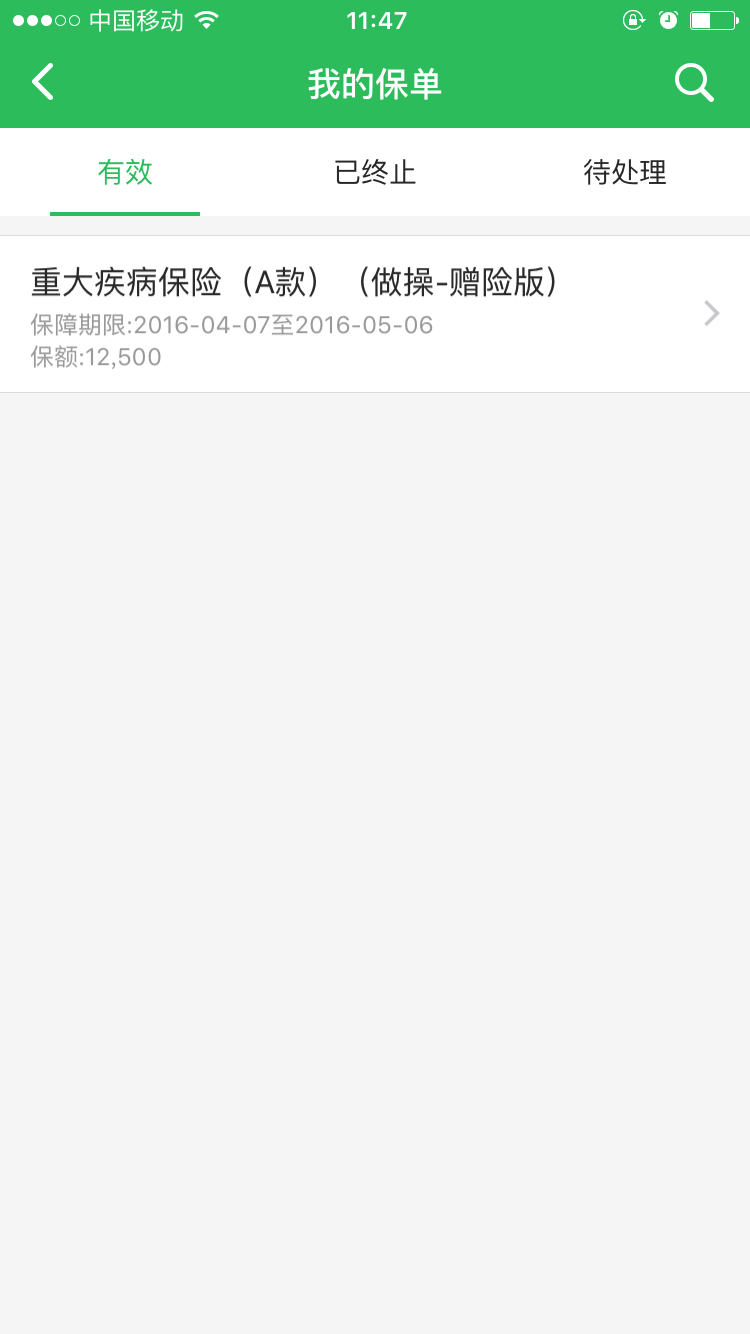 中国移动 11:47
我的保单
有效 已终止 待处理
重大疾病保险（A款）（做操-赠险版）
保障期限:2016-04-07至2016-05-06
保额:12,500